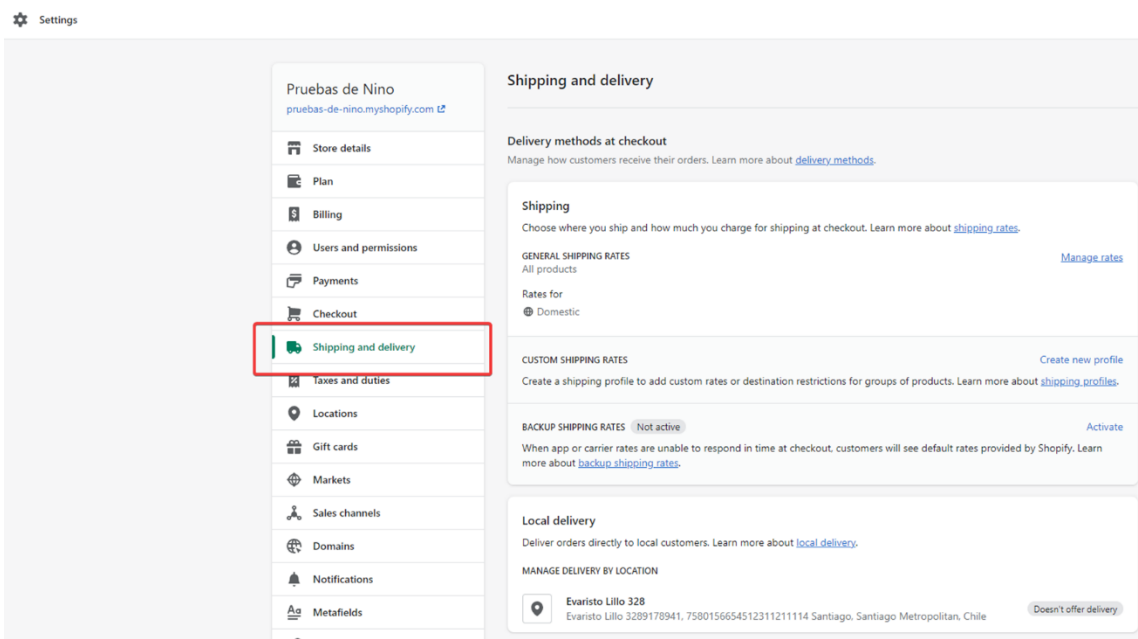 Settings
Pruebas de Nino
pruebas-de-nino.myshopify.com
Store details
Plan
Billing
Users and permissions
Payments
Checkout
Shipping and delivery
Taxes and duties
Locations
Gift cards
Markets
Sales channels
Domains
Notifications
Aa Metafields
Shipping and delivery
Delivery methods at checkout
Manage how customers receive their orders. Learn more about delivery methods.
Shipping
Choose where you ship and how much you charge for shipping at checkout. Learn more about shipping rates.
GENERAL SHIPPING RATES
Manage rates
All products
Rates for
Domestic
CUSTOM SHIPPING RATES
Create new profile
Create a shipping profile to add custom rates or destination restrictions for groups of products. Learn more about shipping profiles.
BACKUP SHIPPING RATES Not active
Activate
When app or carrier rates are unable to respond in time at checkout, customers will see default rates provided by Shopify. Learn
more about backup shipping rates.
Local delivery
Deliver orders directly to local customers. Learn more about local delivery.
MANAGE DELIVERY BY LOCATION
Evaristo Lillo 328
Evaristo Lillo 3289178941, 7580156654512311211114 Santiago, Santiago Metropolitan, Chile
Doesn't offer delivery